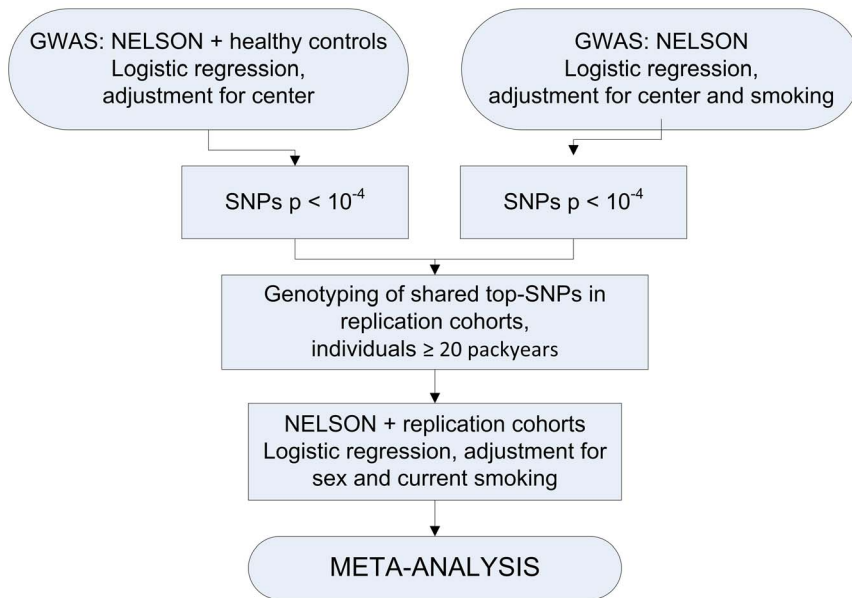 GWAS: NELSON + healthy controls
Logistic regression,
adjustment for center
GWAS: NELSON
Logistic regression,
adjustment for center and smoking
SNPs p < 10⁻⁴
SNPs p < 10⁻⁴
Genotyping of shared top-SNPs in
replication cohorts,
individuals ≥ 20 packyears
NELSON + replication cohorts
Logistic regression, adjustment for
sex and current smoking
META-ANALYSIS